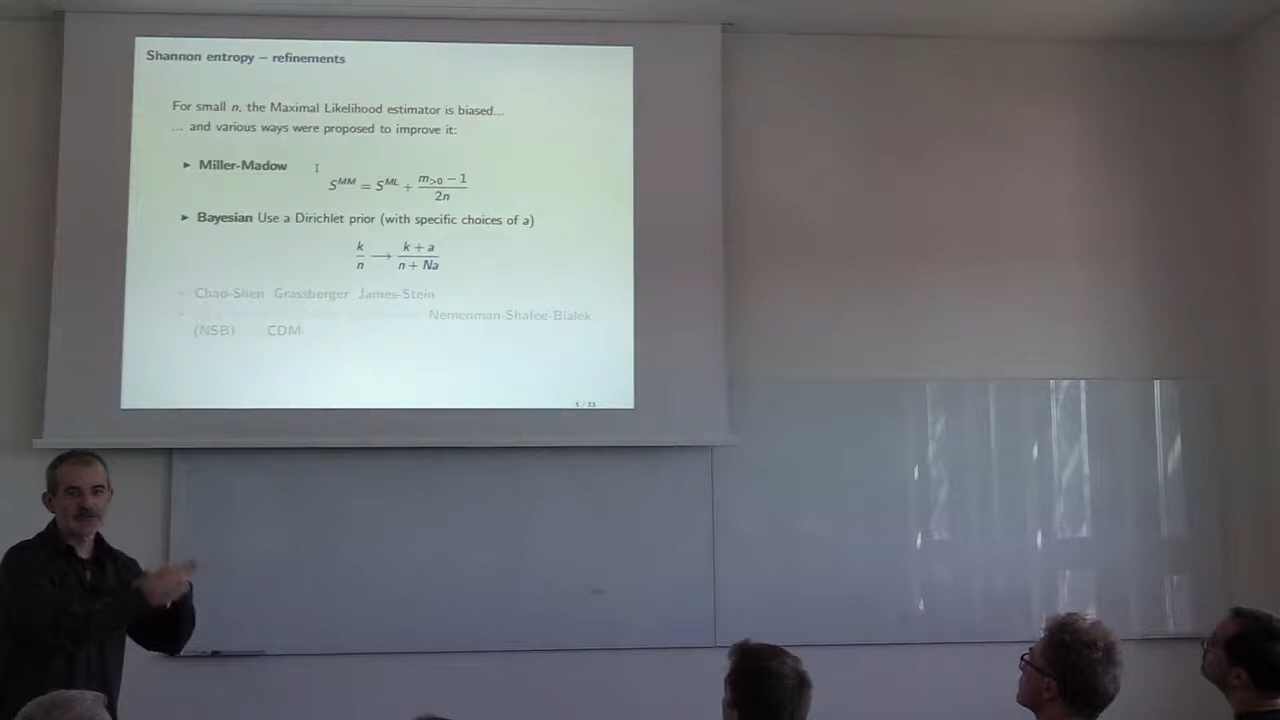 Shannon entropy – refinements
For small n, the Maximal Likelihood estimator is biased...
... and various ways were proposed to improve it:
► Miller-Madow
S^MM = S^ML + (m_>0 − 1) / 2n
► Bayesian Use a Dirichlet prior (with specific choices of a)
k/n ⟶ (k + a) / (n + Na)
Chao-Shen Grassberger James-Stein
Nemenman-Shafee-Bialek
(NSB) CDM
5 / 33